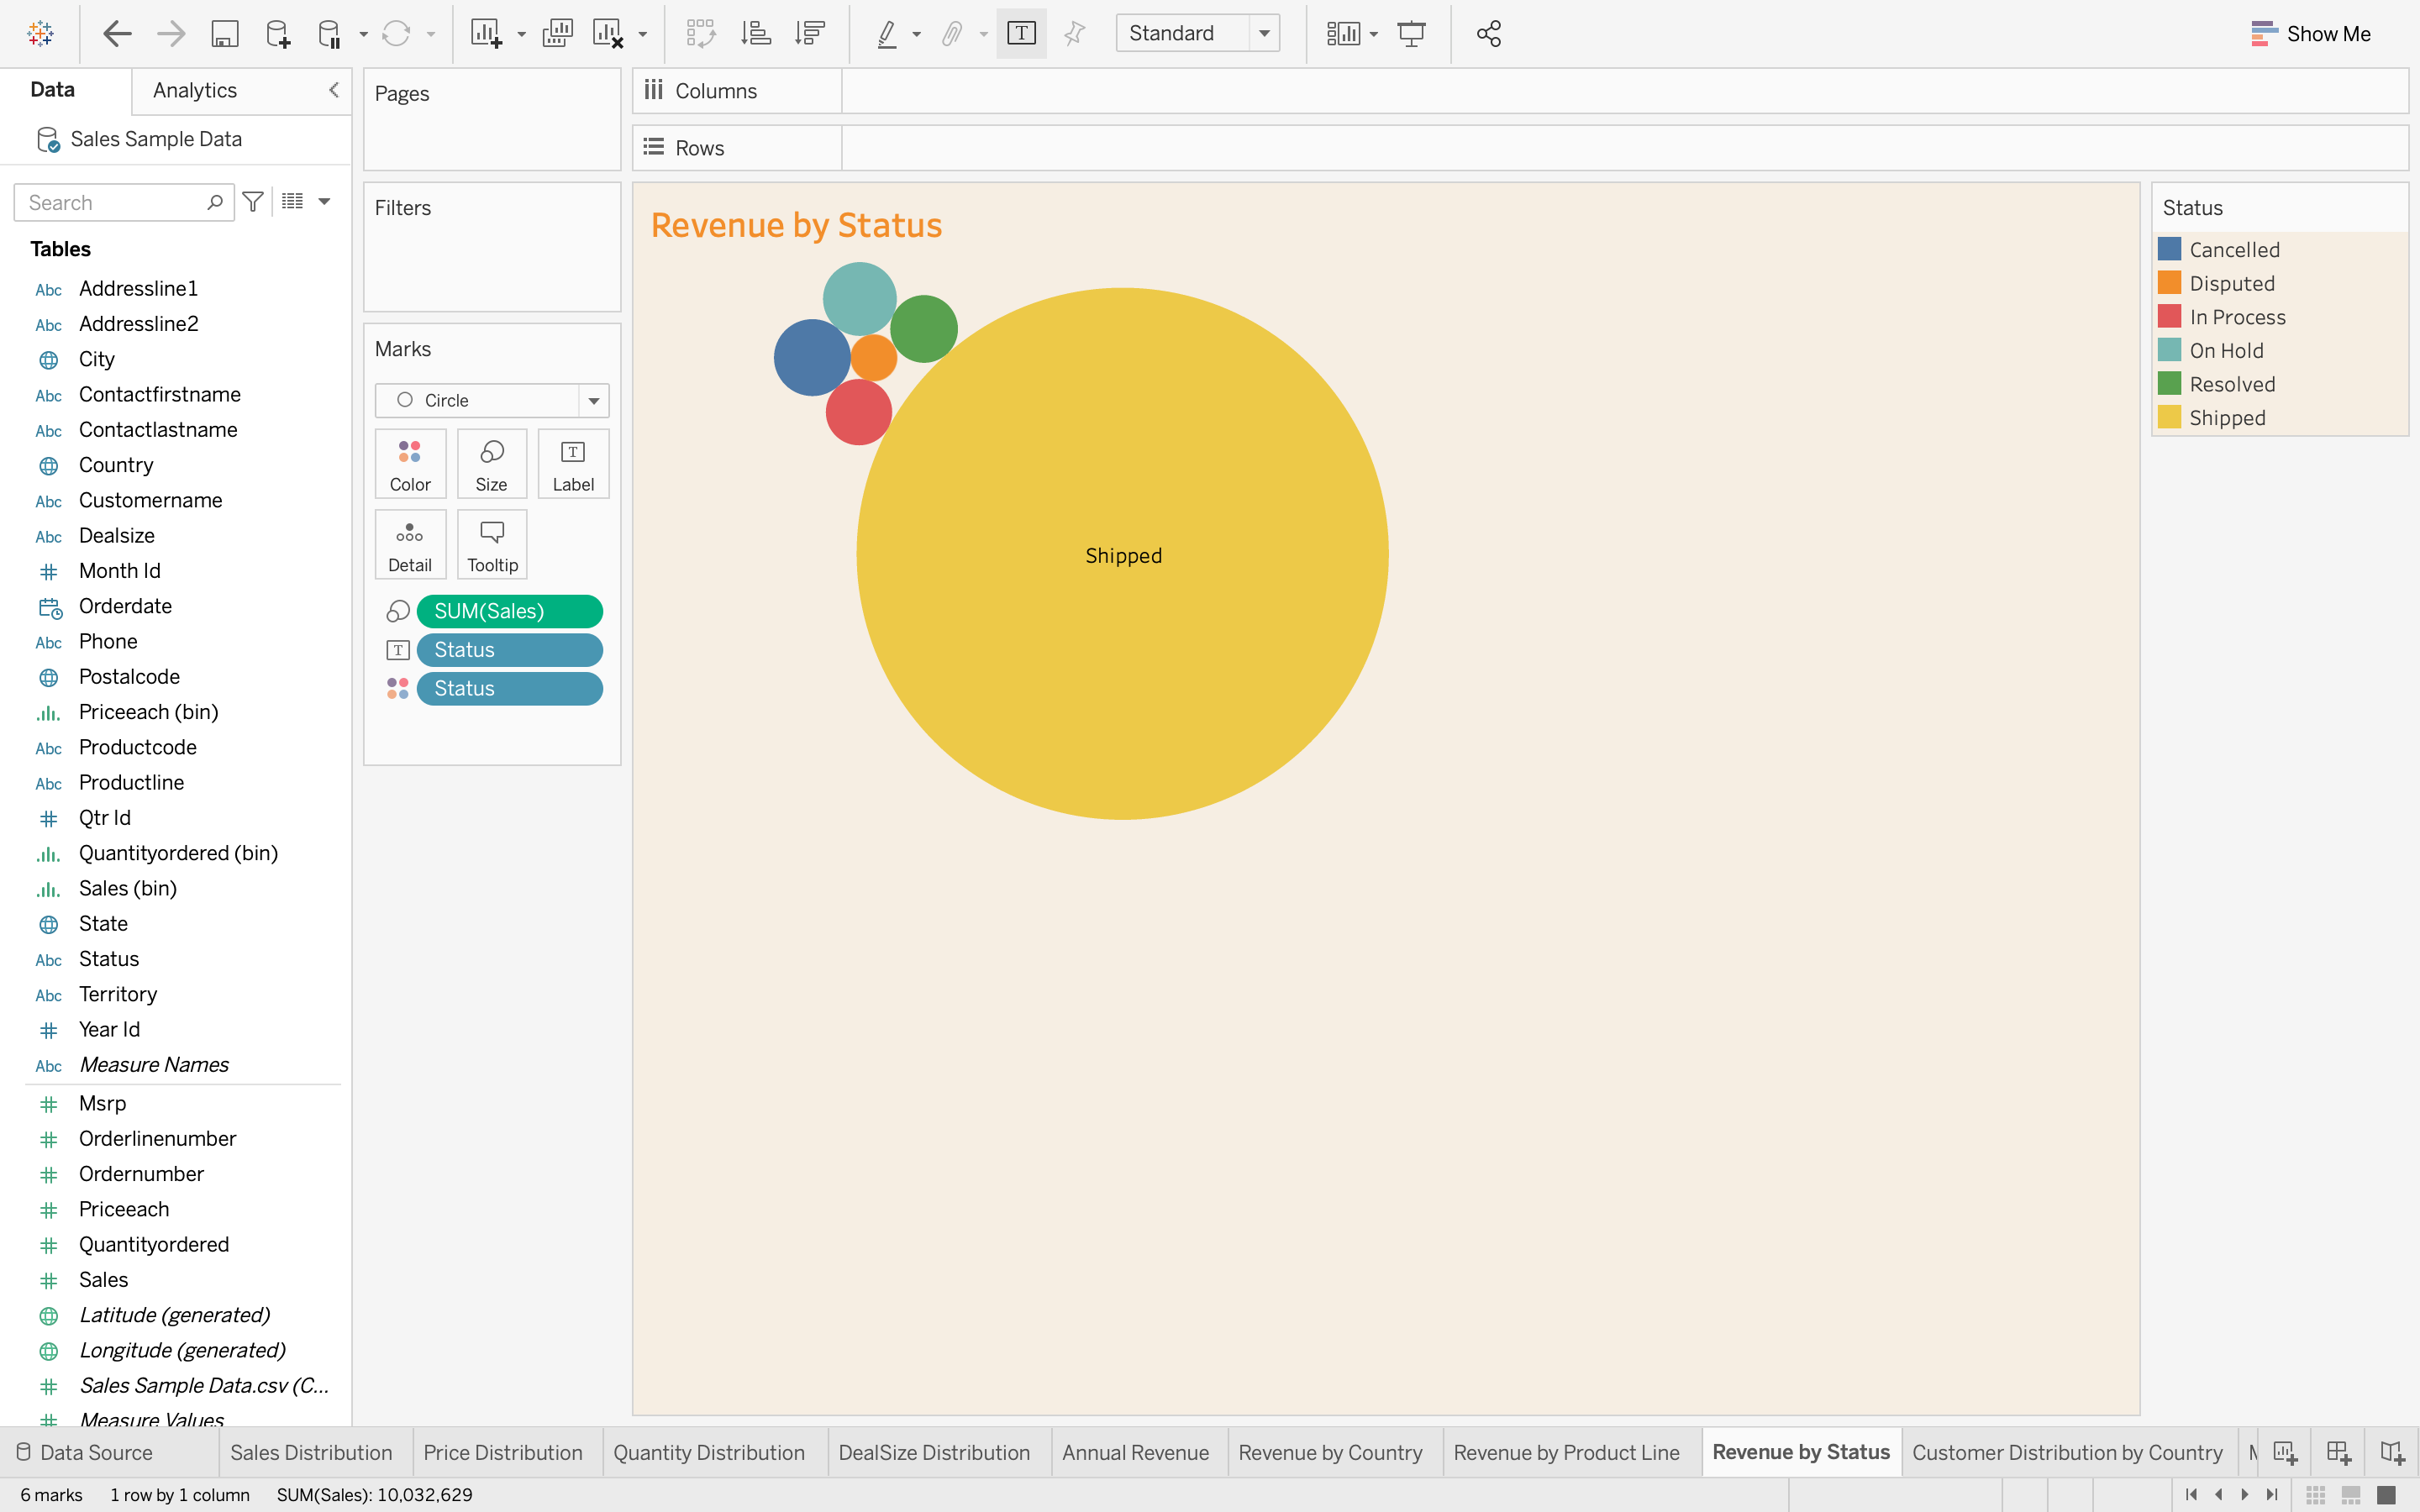 Standard
Show Me
Data
Analytics
Sales Sample Data
Search
Tables
Abc Addressline1
Abc Addressline2
City
Abc Contactfirstname
Abc Contactlastname
Country
Abc Customername
Abc Dealsize
Month Id
Orderdate
Abc Phone
Postalcode
Priceeach (bin)
Abc Productcode
Abc Productline
Qtr Id
Quantityordered (bin)
Sales (bin)
State
Abc Status
Abc Territory
Year Id
Abc Measure Names
Msrp
Orderlinenumber
Ordernumber
Priceeach
Quantityordered
Sales
Latitude (generated)
Longitude (generated)
Sales Sample Data.csv (C...
Measure Values
Pages
Filters
Marks
Circle
Color
Size
T
Label
Detail
Tooltip
SUM(Sales)
T Status
Status
Columns
Rows
Revenue by Status
Shipped
Status
Cancelled
Disputed
In Process
On Hold
Resolved
Shipped
Data Source
Sales Distribution
Price Distribution
Quantity Distribution
DealSize Distribution
Annual Revenue
Revenue by Country
Revenue by Product Line
Revenue by Status
Customer Distribution by Country
6 marks
1 row by 1 column
SUM(Sales): 10,032,629